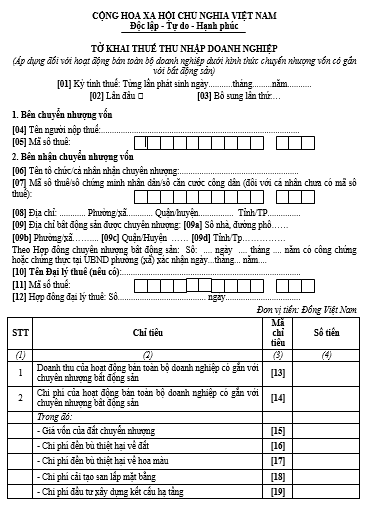 CỘNG HÒA XÃ HỘI CHỦ NGHĨA VIỆT NAM
Độc lập - Tự do - Hạnh phúc
TỜ KHAI THUẾ THU NHẬP DOANH NGHIỆP
(Áp dụng đối với hoạt động bán toàn bộ doanh nghiệp dưới hình thức chuyển nhượng vốn có gắn
với bất động sản)
[01] Kỳ tính thuế: Từng lần phát sinh ngày..........tháng........năm...........
[02] Lần đầu □ [03] Bổ sung lần thứ:…
1. Bên chuyển nhượng vốn
[04] Tên người nộp thuế:..................................................
[05] Mã số thuế:
2. Bên nhận chuyển nhượng vốn
[06] Tên tổ chức/cá nhân nhận chuyển nhượng:..................................................
[07] Mã số thuế/số chứng minh nhân dân/số căn cước công dân (đối với cá nhân chưa có mã số
thuế):
[08] Địa chỉ: ............ Phường/xã........... Quận/huyện............... Tỉnh/TP..............
[09] Địa chỉ bất động sản được chuyển nhượng: [09a] Số nhà, đường phố……
[09b] Phường/xã……... [09c] Quận/Huyện …… [09d] Tỉnh/Tp……………
Theo Hợp đồng chuyển nhượng bất động sản: Số: .... ngày .... tháng .... năm có công chứng
hoặc chứng thực tại UBND phường (xã) xác nhận ngày...tháng... năm....
[10] Tên Đại lý thuế (nếu có):..................................................
[11] Mã số thuế:
[12] Hợp đồng đại lý thuế: Số.............................. ngày..............................
Đơn vị tiền: Đồng Việt Nam
STT Chỉ tiêu Mã chỉ tiêu Số tiền
(1) (2) (3) (4)
1 Doanh thu của hoạt động bán toàn bộ doanh nghiệp có gắn với chuyển nhượng bất động sản [13]
2 Chi phí của hoạt động bán toàn bộ doanh nghiệp có gắn với chuyển nhượng bất động sản [14]
Trong đó:
- Giá vốn của đất chuyển nhượng [15]
- Chi phí đền bù thiệt hại về đất [16]
- Chi phí đền bù thiệt hại về hoa màu [17]
- Chi phí cải tạo san lấp mặt bằng [18]
- Chi phí đầu tư xây dựng kết cấu hạ tầng [19]